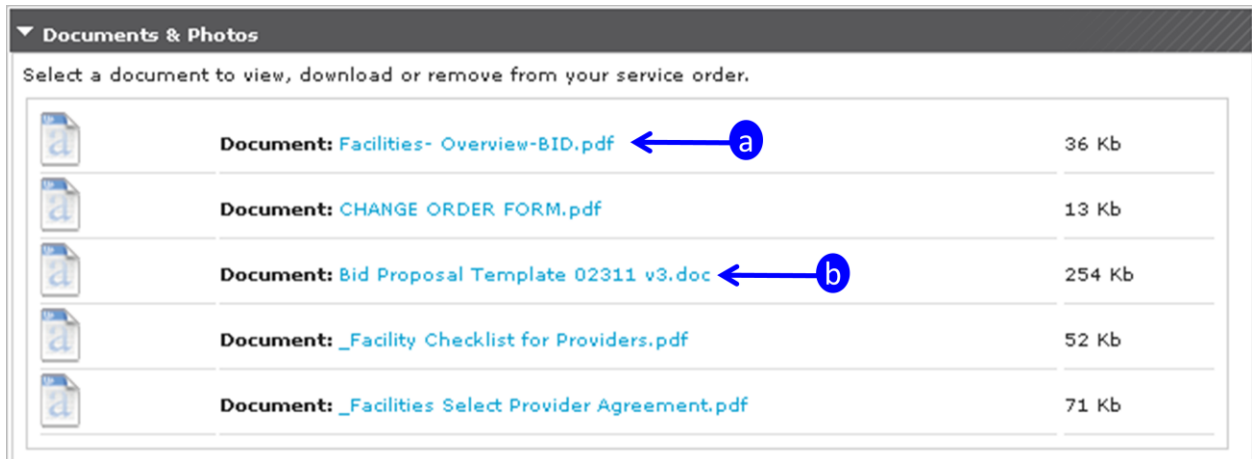 Documents & Photos
Select a document to view, download or remove from your service order.
Document: Facilities- Overview-BID.pdf a 36 Kb
Document: CHANGE ORDER FORM.pdf 13 Kb
Document: Bid Proposal Template 02311 v3.doc b 254 Kb
Document: _Facility Checklist for Providers.pdf 52 Kb
Document: _Facilities Select Provider Agreement.pdf 71 Kb